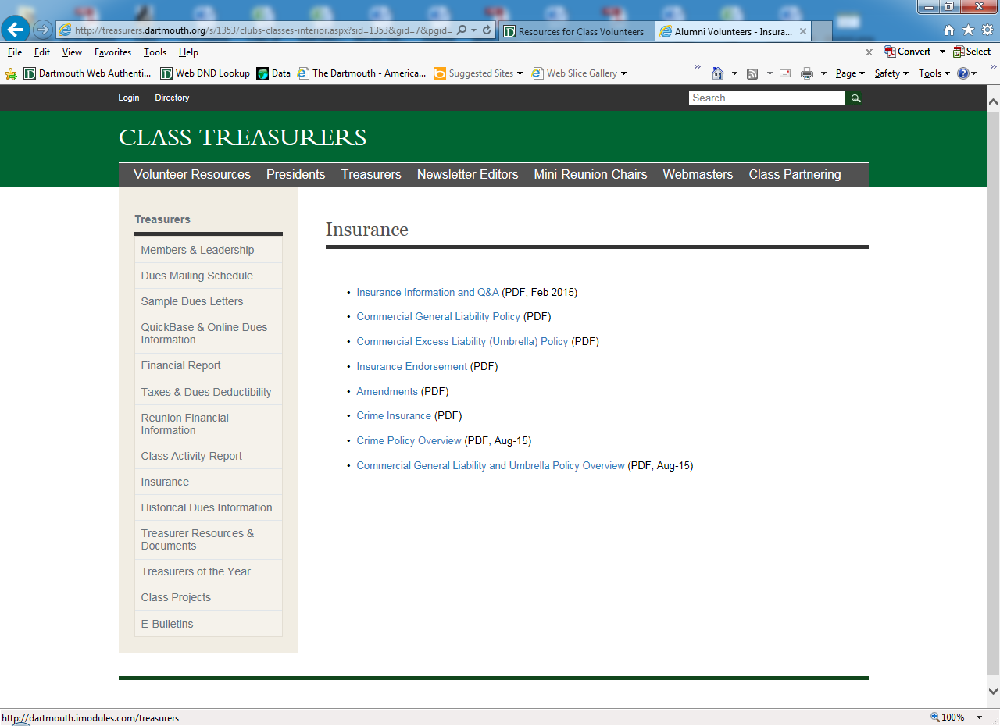 http://treasurers.dartmouth.org/s/1353/clubs-classes-interior.aspx?sid=1353&gid=7&pgid=
Resources for Class Volunteers
Alumni Volunteers - Insura...
File Edit View Favorites Tools Help
Convert Select
Dartmouth Web Authenti... Web DND Lookup Data The Dartmouth - America... Suggested Sites Web Slice Gallery Page Safety Tools
Login Directory Search
CLASS TREASURERS
Volunteer Resources Presidents Treasurers Newsletter Editors Mini-Reunion Chairs Webmasters Class Partnering
Treasurers
Members & Leadership
Dues Mailing Schedule
Sample Dues Letters
QuickBase & Online Dues
Information
Financial Report
Taxes & Dues Deductibility
Reunion Financial
Information
Class Activity Report
Insurance
Historical Dues Information
Treasurer Resources &
Documents
Treasurers of the Year
Class Projects
E-Bulletins
Insurance
• Insurance Information and Q&A (PDF, Feb 2015)
• Commercial General Liability Policy (PDF)
• Commercial Excess Liability (Umbrella) Policy (PDF)
• Insurance Endorsement (PDF)
• Amendments (PDF)
• Crime Insurance (PDF)
• Crime Policy Overview (PDF, Aug-15)
• Commercial General Liability and Umbrella Policy Overview (PDF, Aug-15)
http://dartmouth.imodules.com/treasurers
100%